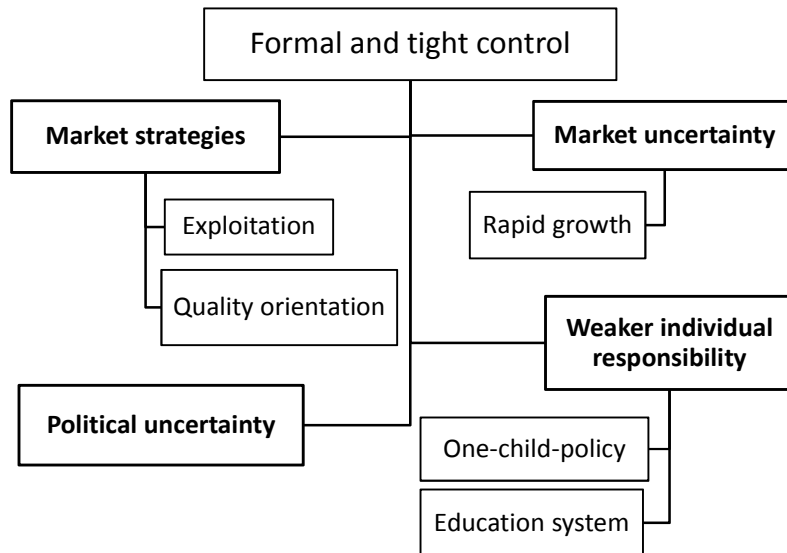 Formal and tight control
Market strategies
Market uncertainty
Exploitation
Rapid growth
Quality orientation
Weaker individual
responsibility
Political uncertainty
One-child-policy
Education system